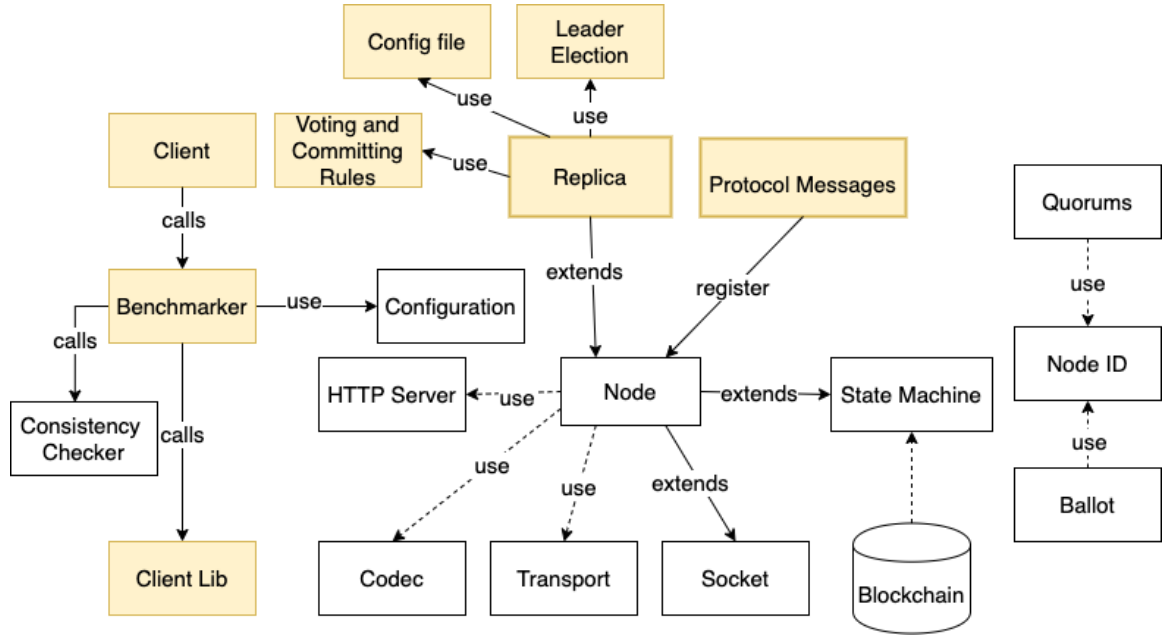 Config file
Leader
Election
use
use
Client
Voting and
Committing
Rules
use
Replica
Protocol Messages
Quorums
calls
extends
register
use
Benchmarker
use
Configuration
calls
HTTP Server
use
Node
extends
State Machine
Node ID
Consistency
Checker
calls
use
use
extends
use
Ballot
Client Lib
Codec
Transport
Socket
Blockchain